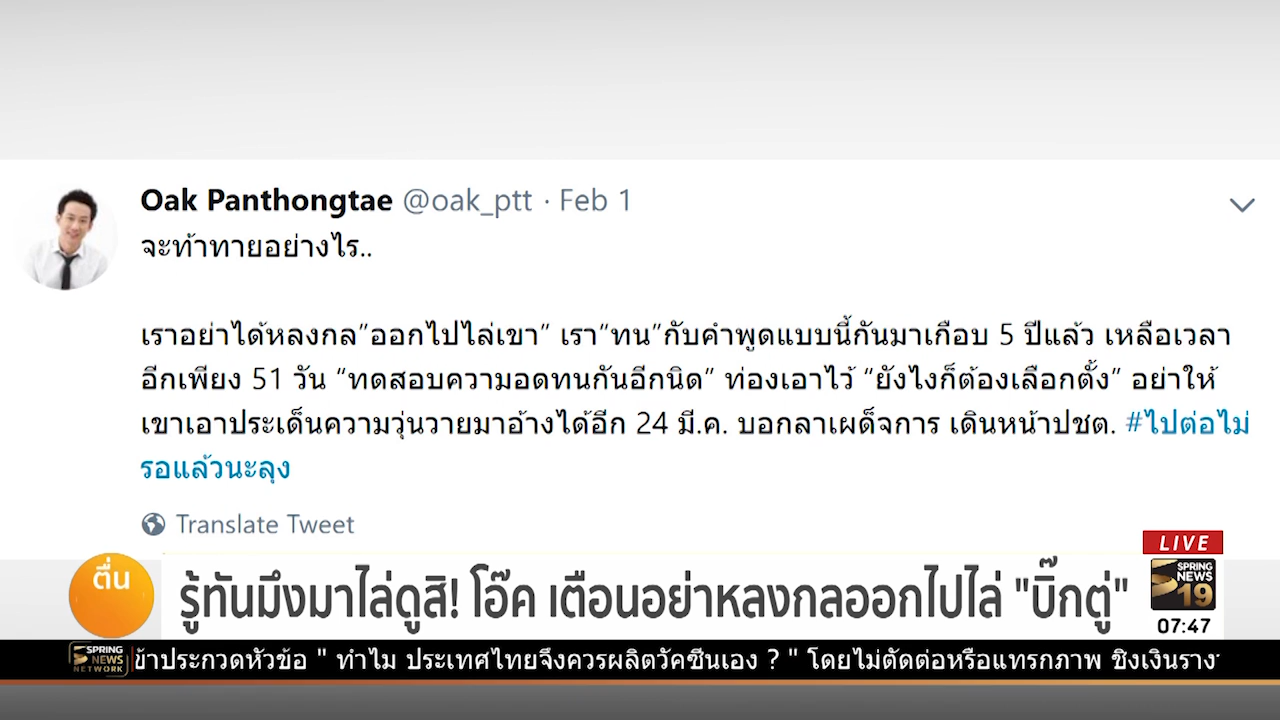 Oak Panthongtae @oak_ptt · Feb 1
จะท้าทายอย่างไร..
เราอย่าได้หลงกล”ออกไปไล่เขา” เรา“ทน”กับคำพูดแบบนี้กันมาเกือบ 5 ปีแล้ว เหลือเวลา
อีกเพียง 51 วัน “ทดสอบความอดทนกันอีกนิด” ท่องเอาไว้ “ยังไงก็ต้องเลือกตั้ง” อย่าให้
เขาเอาประเด็นความวุ่นวายมาอ้างได้อีก 24 มี.ค. บอกลาเผด็จการ เดินหน้าปชต. #ไปต่อไม่
รอแล้วนะลุง
Translate Tweet
LIVE
ตื่น
รู้ทันมึงมาไล่ดูสิ! โอ๊ค เตือนอย่าหลงกลออกไปไล่ "บิ๊กตู่"
SPRING
NEWS
19
07:47
SPRING
NEWS
NETWORK
ข้าประกวดหัวข้อ " ทำไม ประเทศไทยจึงควรผลิตวัคซีนเอง ? " โดยไม่ตัดต่อหรือแทรกภาพ ชิงเงินราง